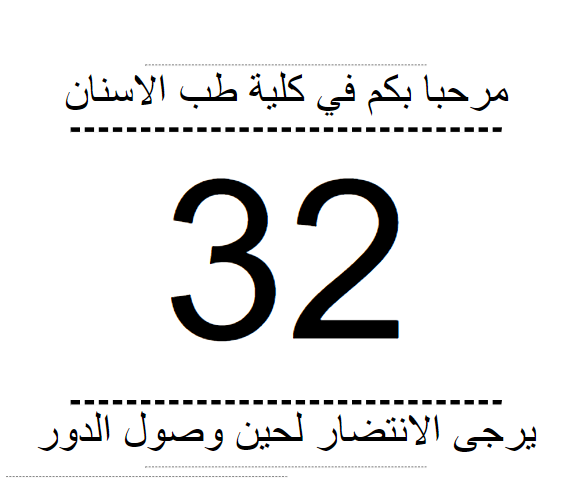 مرحبا بكم في كلية طب الاسنان
32
يرجى الانتضار لحين وصول الدور